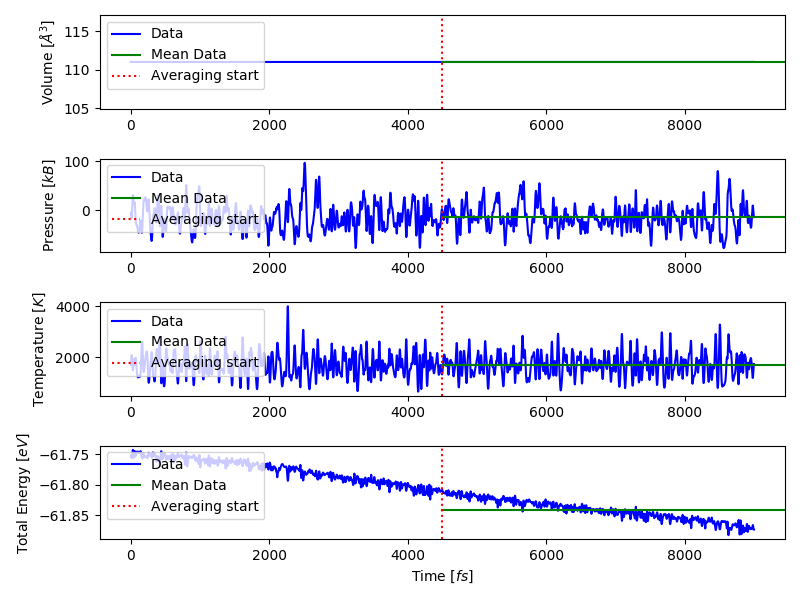 Volume [Å³]
115
110
105
Data
Mean Data
Averaging start
0 2000 4000 6000 8000
Pressure [kB]
100
0
Data
Mean Data
Averaging start
0 2000 4000 6000 8000
Temperature [K]
4000
2000
Data
Mean Data
Averaging start
0 2000 4000 6000 8000
Total Energy [eV]
−61.75
−61.80
−61.85
Data
Mean Data
Averaging start
0 2000 4000 6000 8000
Time [fs]